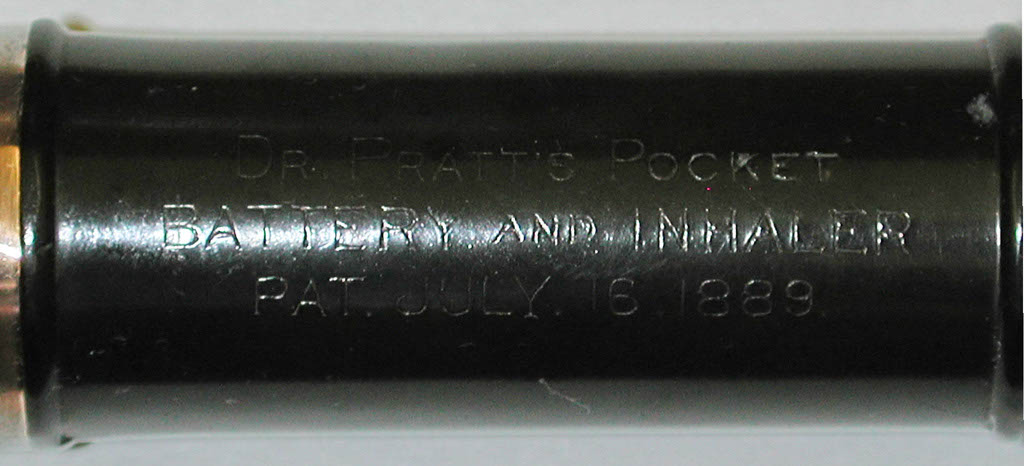 DR. PRATT'S POCKET
BATTERY AND INHALER
PAT. JULY. 16. 1889.